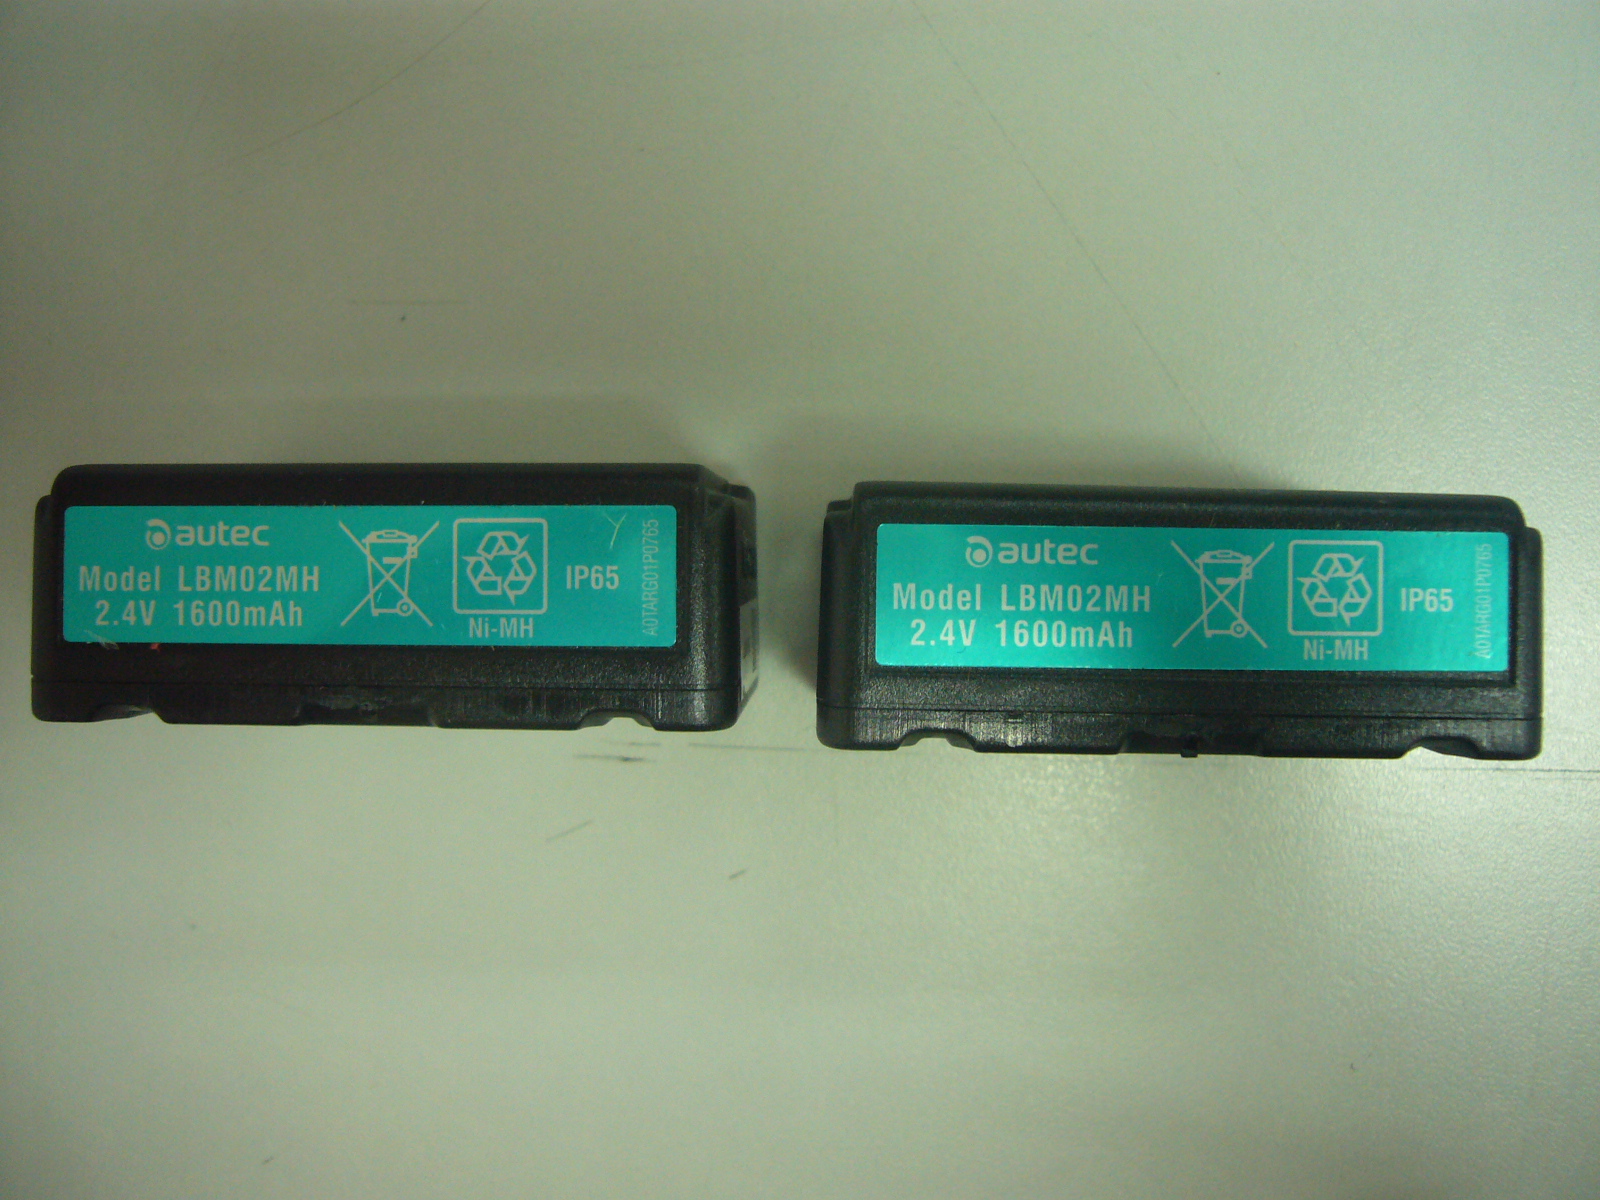 autec
Model LBM02MH
2.4V 1600mAh
Ni-MH
IP65
A0TARG01P0765
autec
Model LBM02MH
2.4V 1600mAh
Ni-MH
IP65
A01ARG01P0765